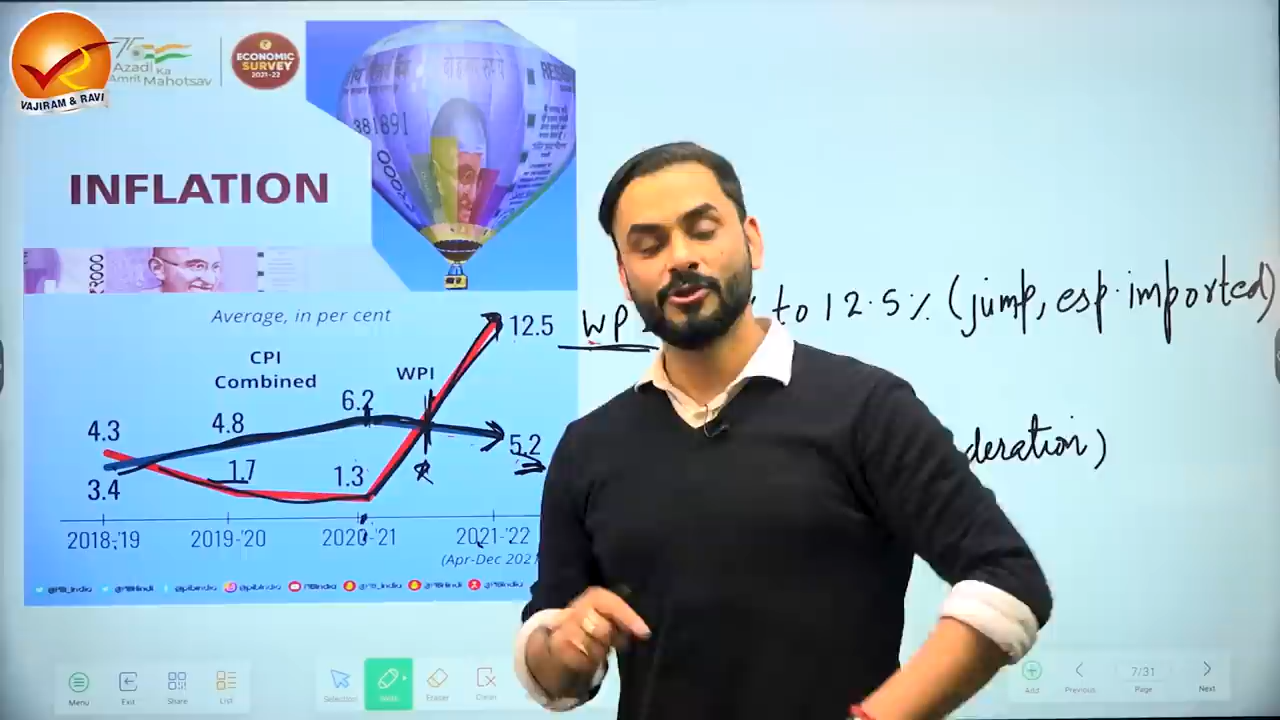 75
Azadi Ka
Amrit Mahotsav
ECONOMIC
SURVEY
2021-22
VAJIRAM & RAVI
381891
INFLATION
Average, in per cent
CPI
Combined
WPI
12.5
6.2
4.8
4.3
5.2
1.7
1.3
3.4
2018-'19
2019-'20
2020-'21
2021-'22
(Apr-Dec 202
WP to 12.5% (jump, esp. imported)
deration)
Menu
Exit
Share
List
Selection
Eraser
Clean
Add
Previous
7/31
Page
Next